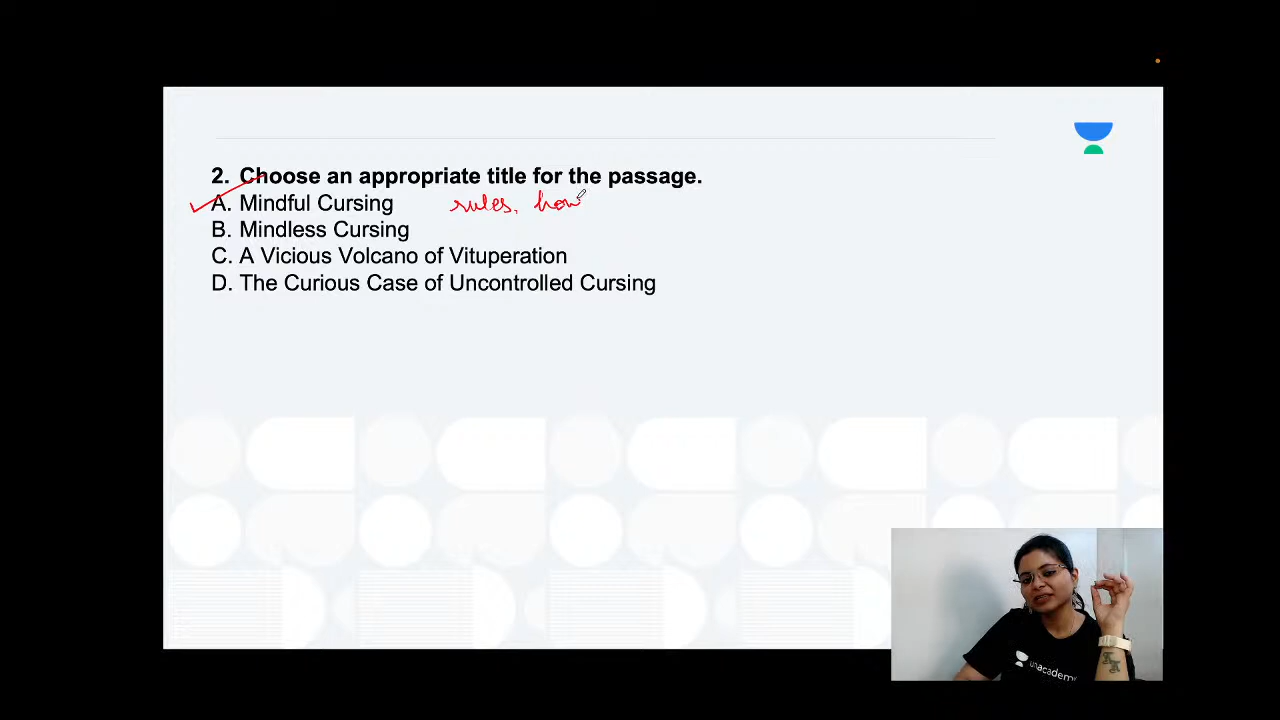 2. Choose an appropriate title for the passage.
A. Mindful Cursing rules, how
B. Mindless Cursing
C. A Vicious Volcano of Vituperation
D. The Curious Case of Uncontrolled Cursing
unacademy